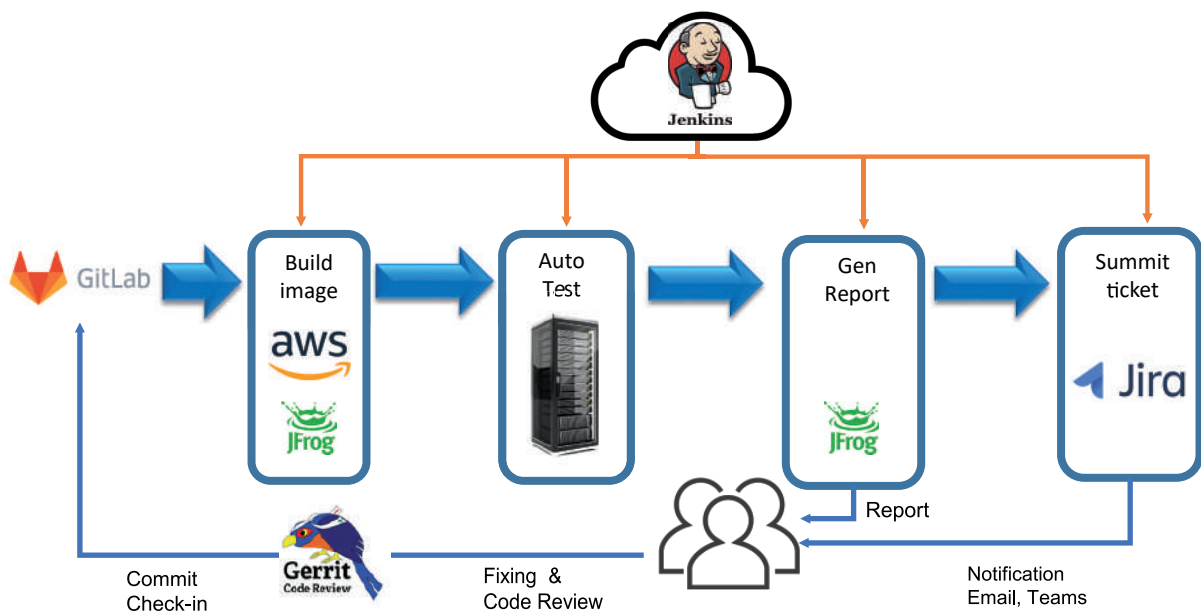 Jenkins
GitLab
Build
image
aws
JFrog
Auto
Test
Gen
Report
JFrog
Summit
ticket
Jira
Report
Gerrit
Code Review
Commit
Check-in
Fixing &
Code Review
Notification
Email, Teams